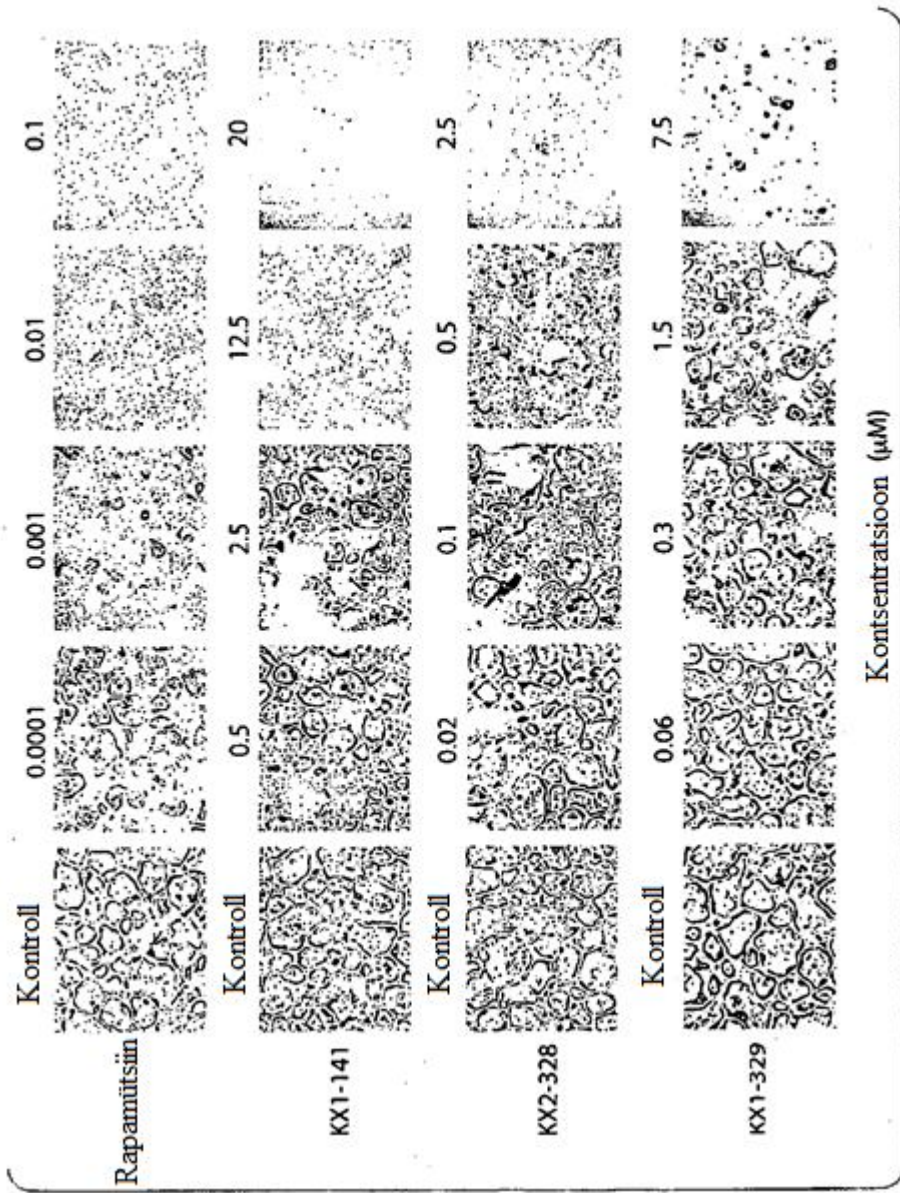 Kontroll 0.0001 0.001 0.01 0.1
Rapamütsiin
Kontroll 0.5 2.5 12.5 20
KX1-141
Kontroll 0.02 0.1 0.5 2.5
KX2-328
Kontroll 0.06 0.3 1.5 7.5
KX1-329
Kontsentratsioon (μM)